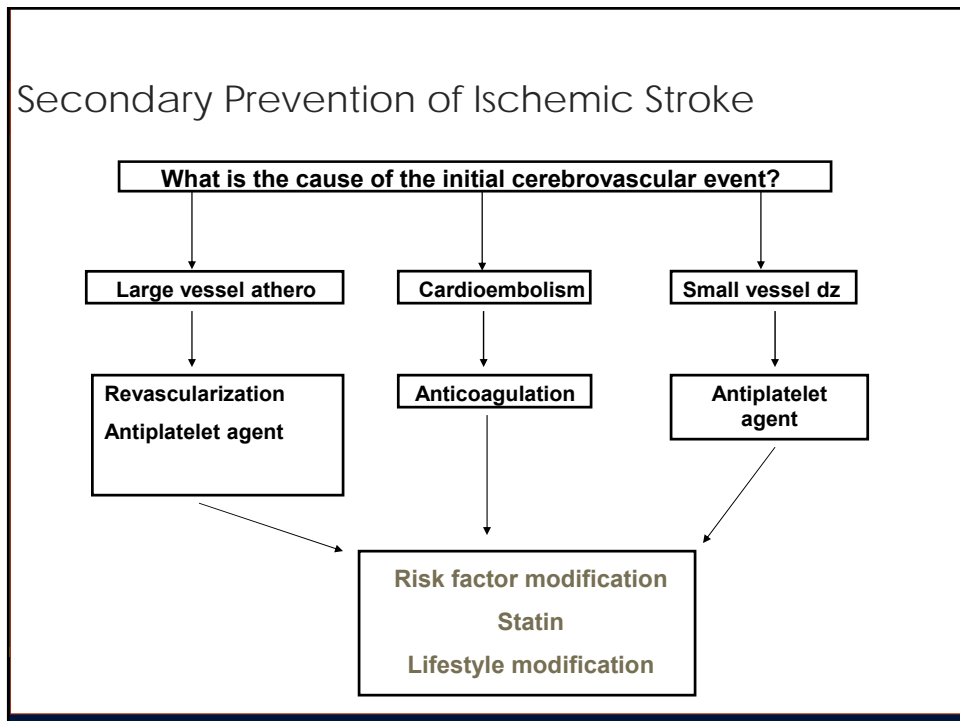 Secondary Prevention of Ischemic Stroke
What is the cause of the initial cerebrovascular event?
Large vessel athero
Cardioembolism
Small vessel dz
Revascularization
Antiplatelet agent
Anticoagulation
Antiplatelet
agent
Risk factor modification
Statin
Lifestyle modification